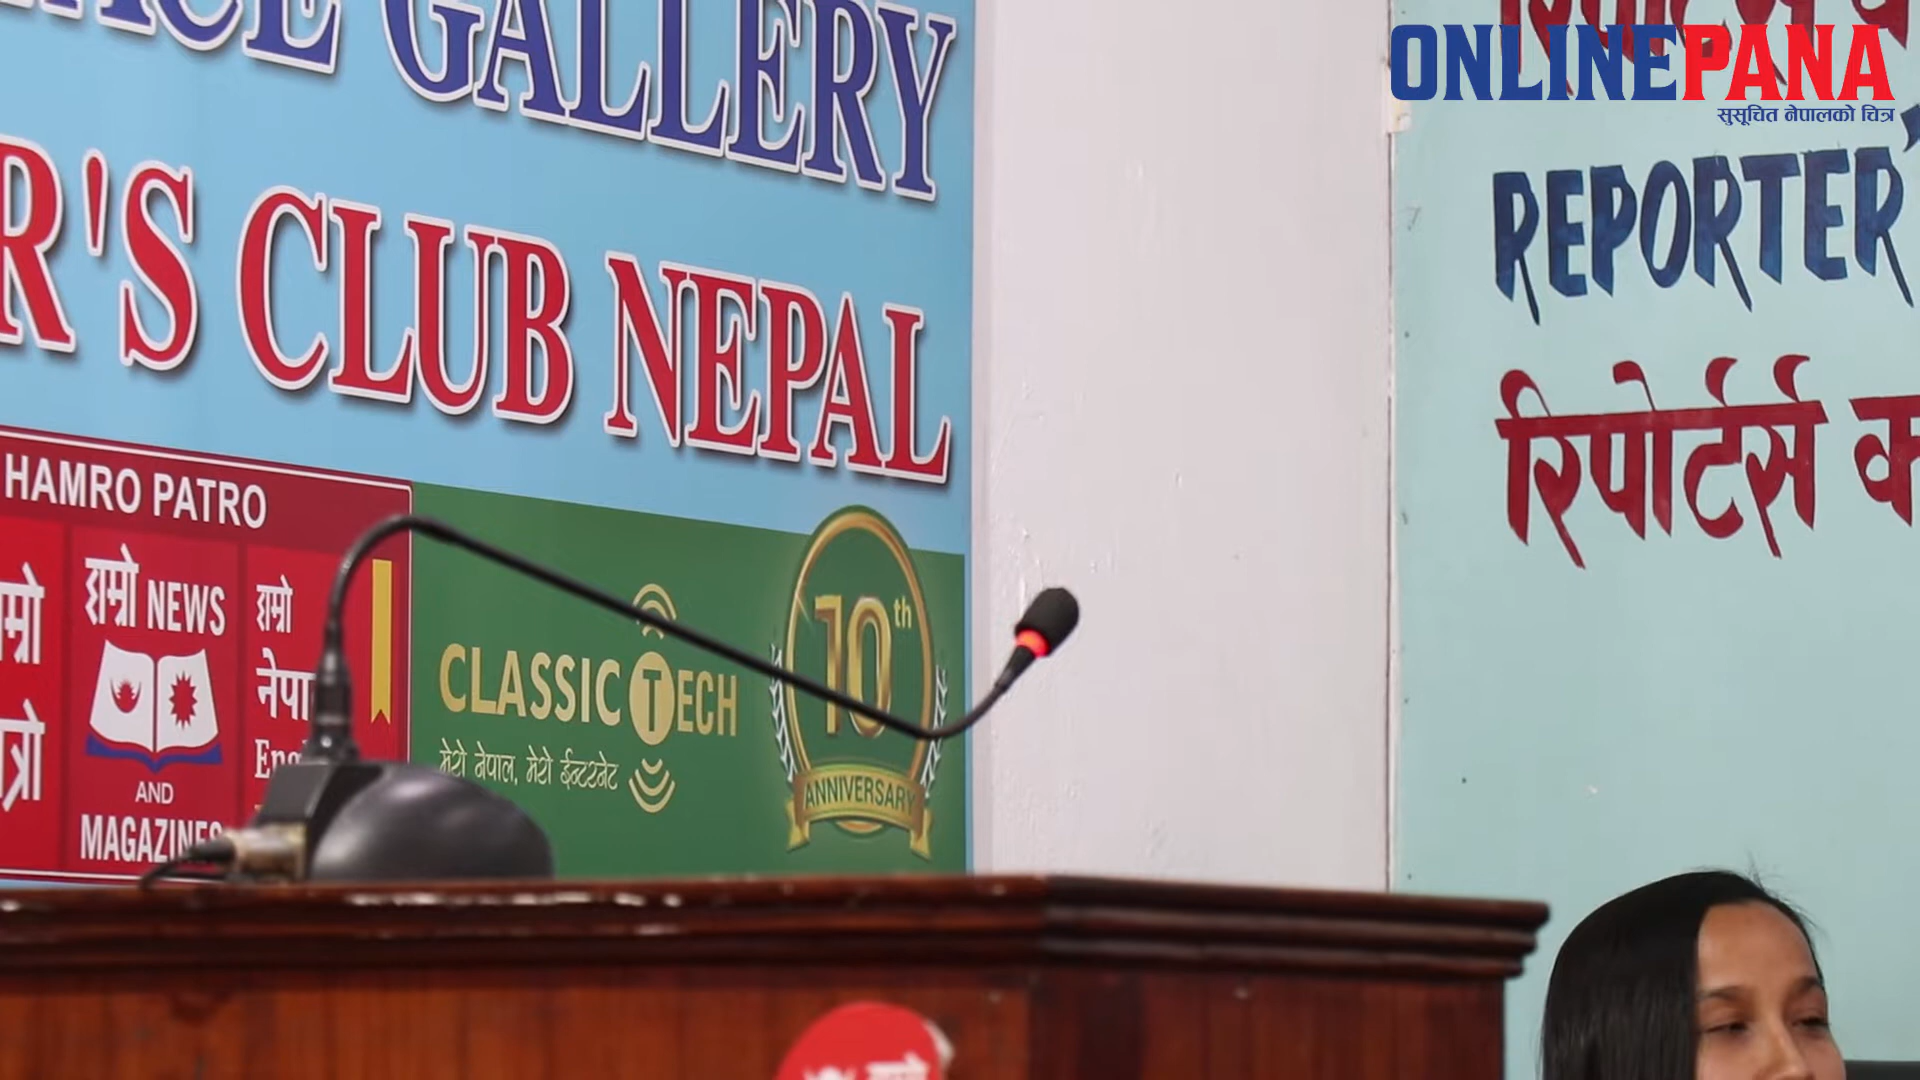 GALLERY
R'S CLUB NEPAL
HAMRO PATRO
हाम्रो NEWS
AND
MAGAZINES
हाम्रो
CLASSIC TECH
मेरो नेपाल, मेरो ईन्टरनेट
10th
ANNIVERSARY
ONLINEPANA
सुसूचित नेपालको चित्र
REPORTER'
रिपोर्टर्स